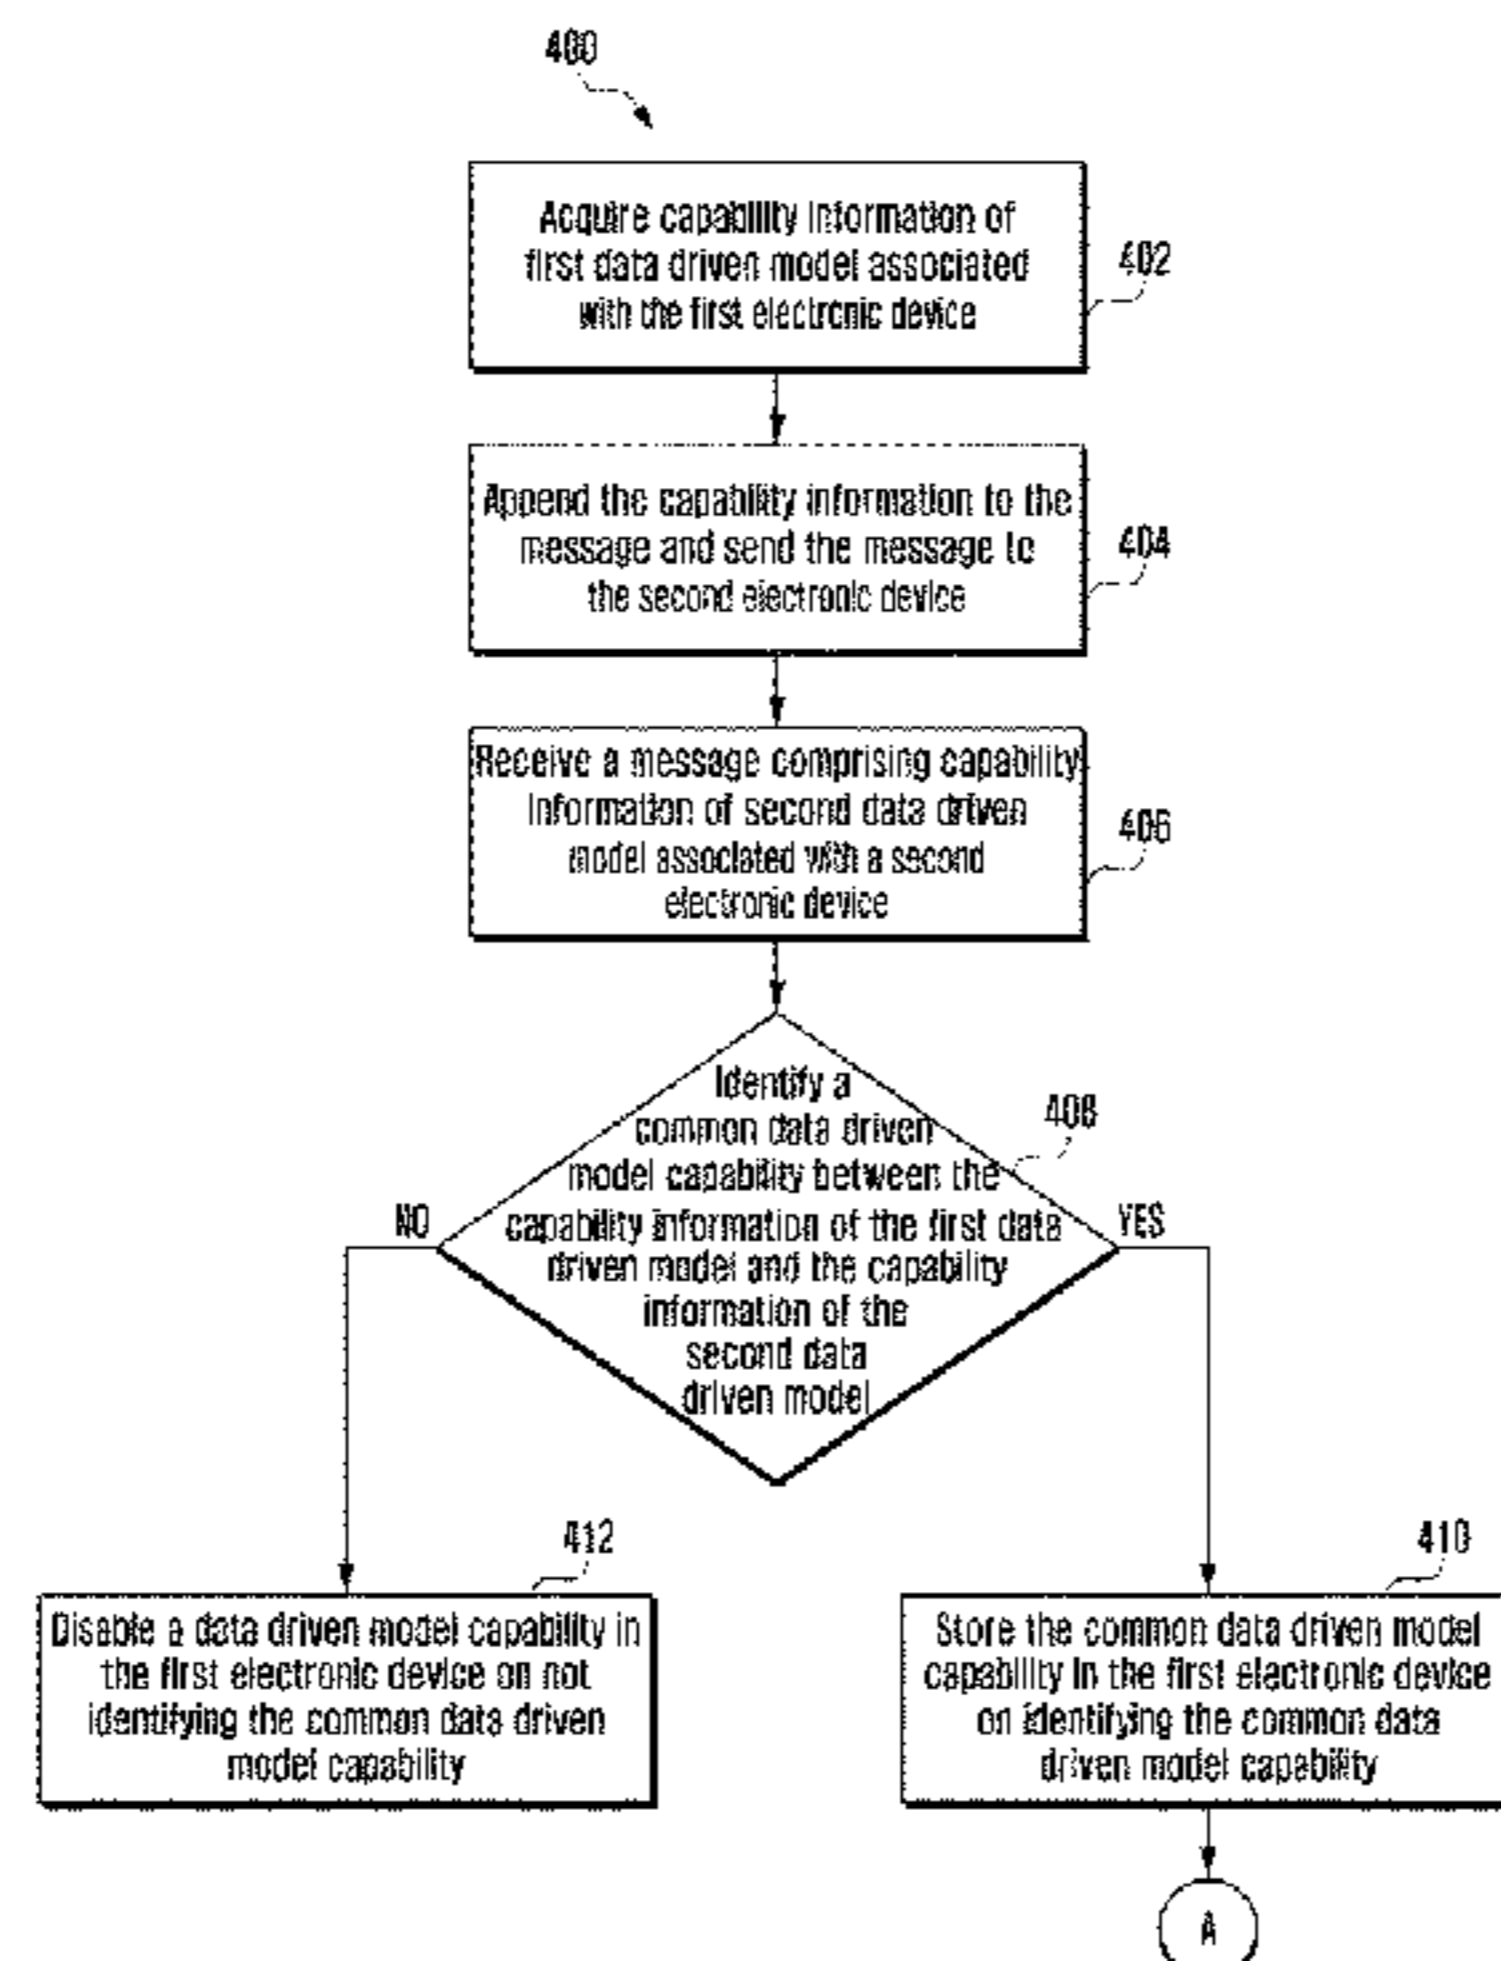 400
Acquire capability information of
first data driven model associated
with the first electronic device
402
Append the capability information to the
message and send the message to
the second electronic device
404
Receive a message comprising capability
information of second data driven
model associated with a second
electronic device
406
Identify a
common data driven
model capability between the
capability information of the first data
driven model and the capability
information of the
second data
driven model
408
NO
YES
412
Disable a data driven model capability in
the first electronic device on not
identifying the common data driven
model capability
410
Store the common data driven model
capability in the first electronic device
on identifying the common data
driven model capability
A